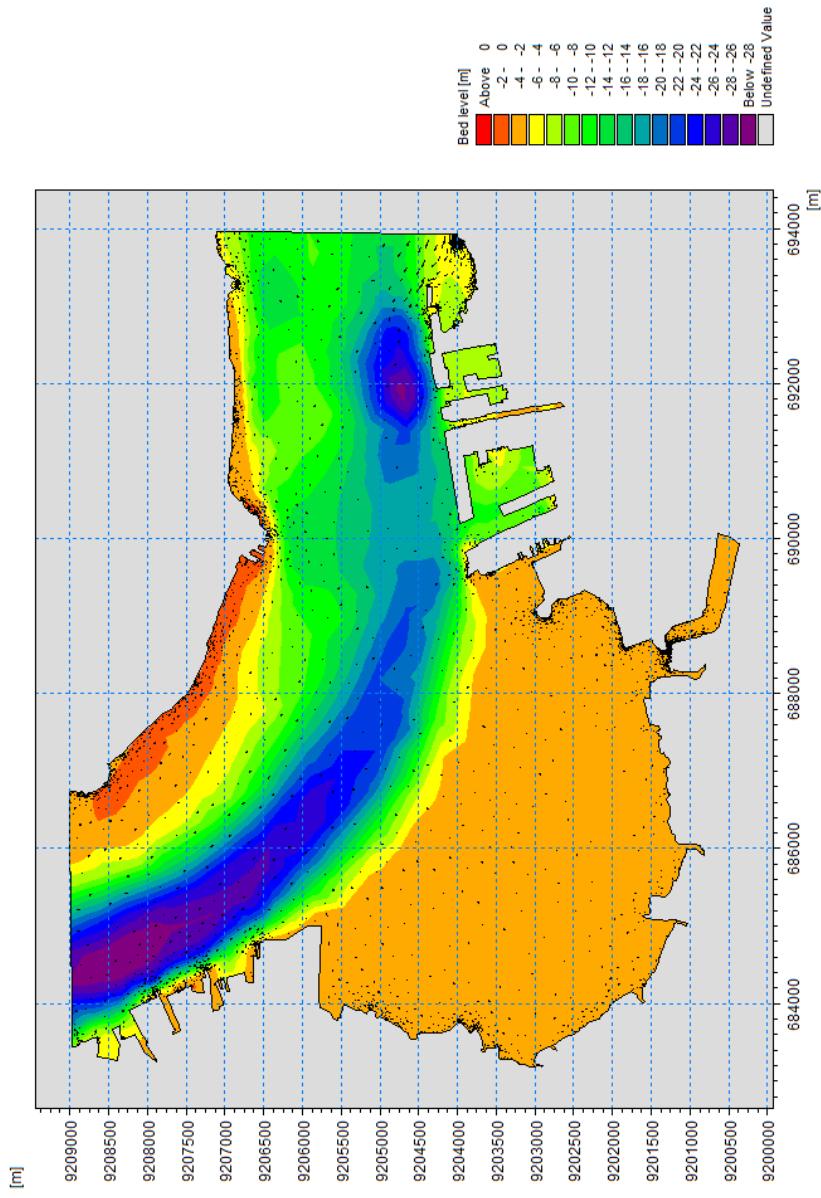 [m]
9209000
9208500
9208000
9207500
9207000
9206500
9206000
9205500
9205000
9204500
9204000
9203500
9203000
9202500
9202000
9201500
9201000
9200500
9200000
684000 686000 688000 690000 692000 694000
[m]
Bed level [m]
Above 0
-2 - 0
-4 - -2
-6 - -4
-8 - -6
-10 - -8
-12 - -10
-14 - -12
-16 - -14
-18 - -16
-20 - -18
-22 - -20
-24 - -22
-26 - -24
-28 - -26
Below -28
Undefined Value